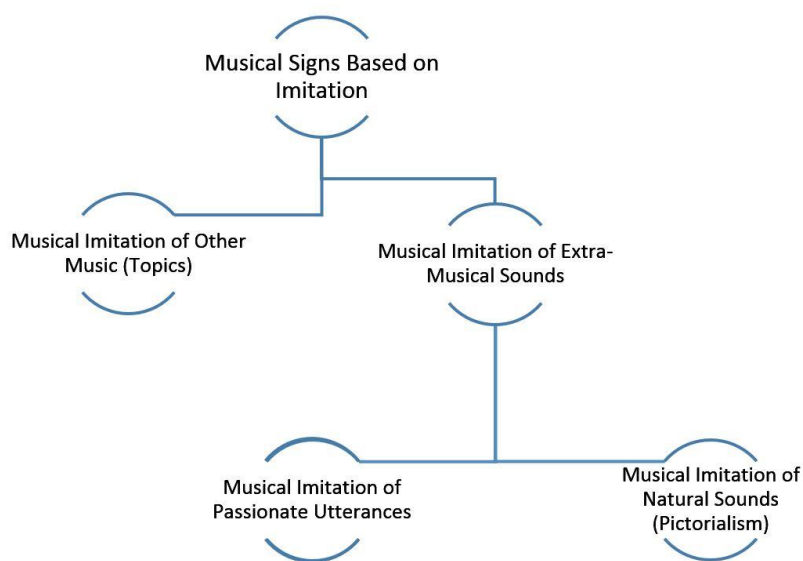 Musical Signs Based on
Imitation
Musical Imitation of Other
Music (Topics)
Musical Imitation of Extra-
Musical Sounds
Musical Imitation of
Passionate Utterances
Musical Imitation of
Natural Sounds
(Pictorialism)